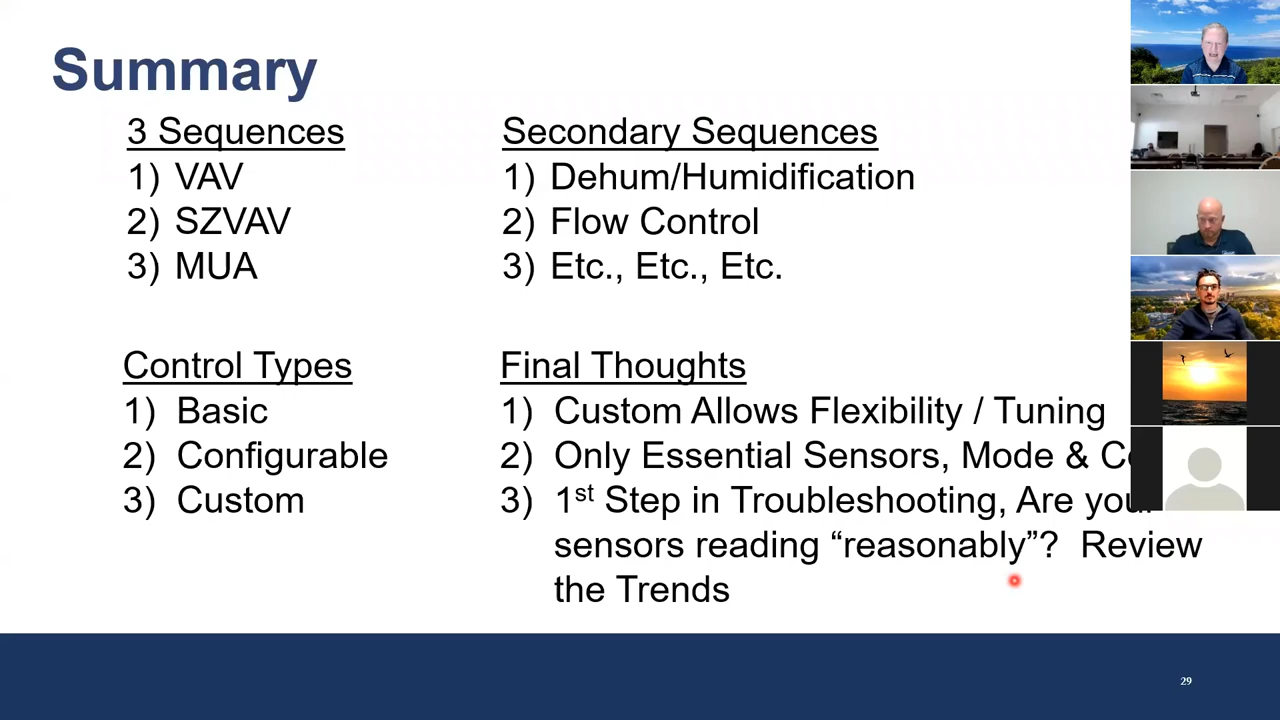 Summary
3 Sequences
1) VAV
2) SZVAV
3) MUA
Secondary Sequences
1) Dehum/Humidification
2) Flow Control
3) Etc., Etc., Etc.
Control Types
1) Basic
2) Configurable
3) Custom
Final Thoughts
1) Custom Allows Flexibility / Tuning
2) Only Essential Sensors, Mode &
3) 1st Step in Troubleshooting, Are your
sensors reading “reasonably”? Review
the Trends
29